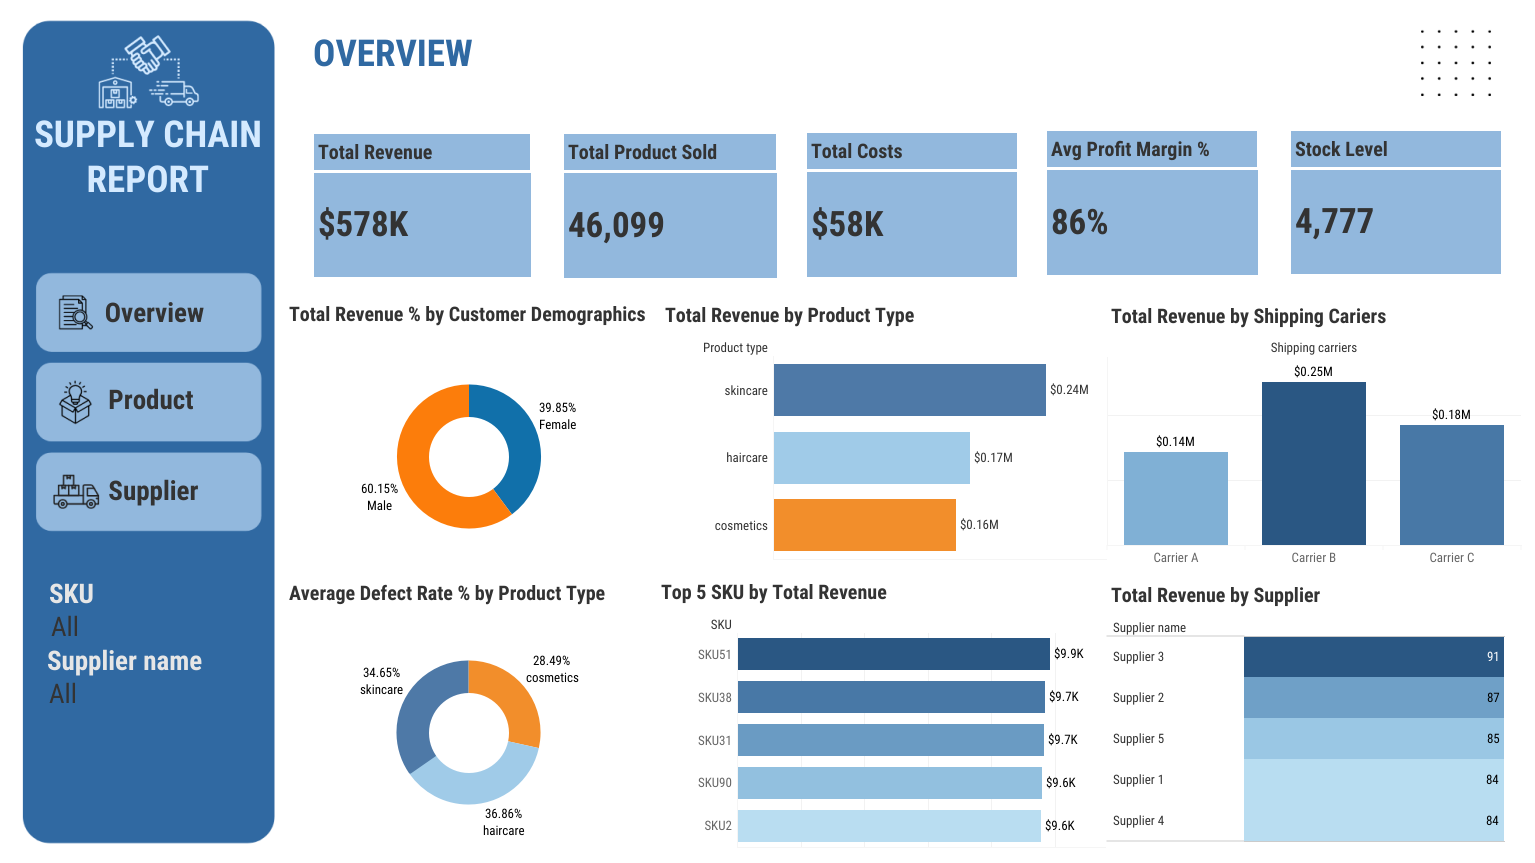 SUPPLY CHAIN
REPORT
Overview
Product
Supplier
SKU
All
Supplier name
All
OVERVIEW
Total Revenue
$578K
Total Product Sold
46,099
Total Costs
$58K
Avg Profit Margin %
86%
Stock Level
4,777
Total Revenue % by Customer Demographics
39.85%
Female
60.15%
Male
Total Revenue by Product Type
Product type
skincare
$0.24M
haircare
$0.17M
cosmetics
$0.16M
Total Revenue by Shipping Cariers
Shipping carriers
$0.14M
$0.25M
$0.18M
Carrier A
Carrier B
Carrier C
Average Defect Rate % by Product Type
34.65%
skincare
28.49%
cosmetics
36.86%
haircare
Top 5 SKU by Total Revenue
SKU
SKU51
$9.9K
SKU38
$9.7K
SKU31
$9.7K
SKU90
$9.6K
SKU2
$9.6K
Total Revenue by Supplier
Supplier name
Supplier 3
91
Supplier 2
87
Supplier 5
85
Supplier 1
84
Supplier 4
84